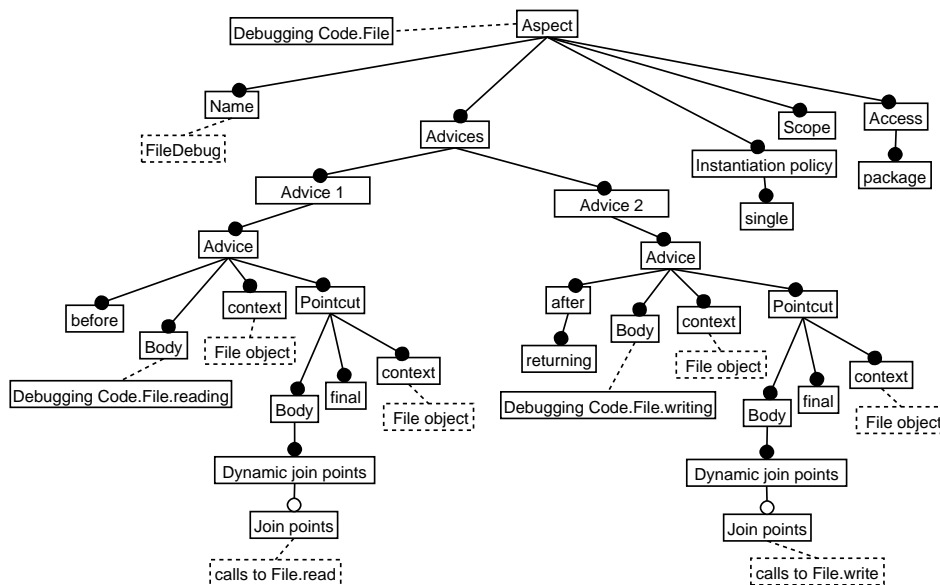 Aspect
Debugging Code.File
Name
FileDebug
Advices
Scope
Access
Instantiation policy
package
single
Advice 1
Advice 2
Advice
Advice
before
Body
context
Pointcut
File object
Debugging Code.File.reading
Body
final
context
File object
Dynamic join points
Join points
calls to File.read
after
returning
Body
context
Pointcut
File object
Debugging Code.File.writing
Body
final
context
File object
Dynamic join points
Join points
calls to File.write